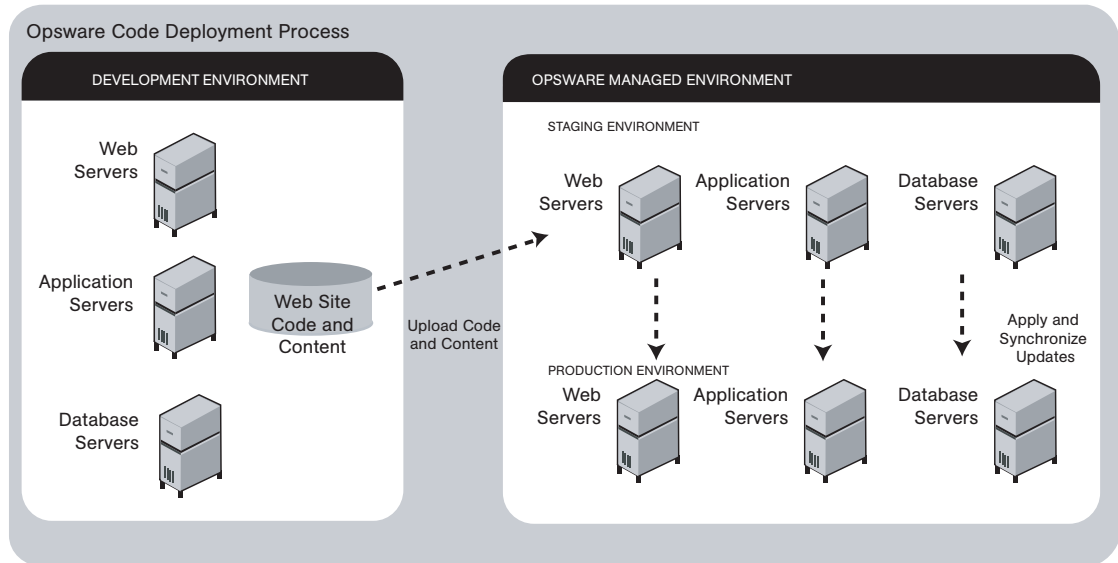 Opsware Code Deployment Process
DEVELOPMENT ENVIRONMENT
Web
Servers
Application
Servers
Web Site
Code and
Content
Database
Servers
Upload Code
and Content
OPSWARE MANAGED ENVIRONMENT
STAGING ENVIRONMENT
Web
Servers
Application
Servers
Database
Servers
Apply and
Synchronize
Updates
PRODUCTION ENVIRONMENT
Web
Servers
Application
Servers
Database
Servers